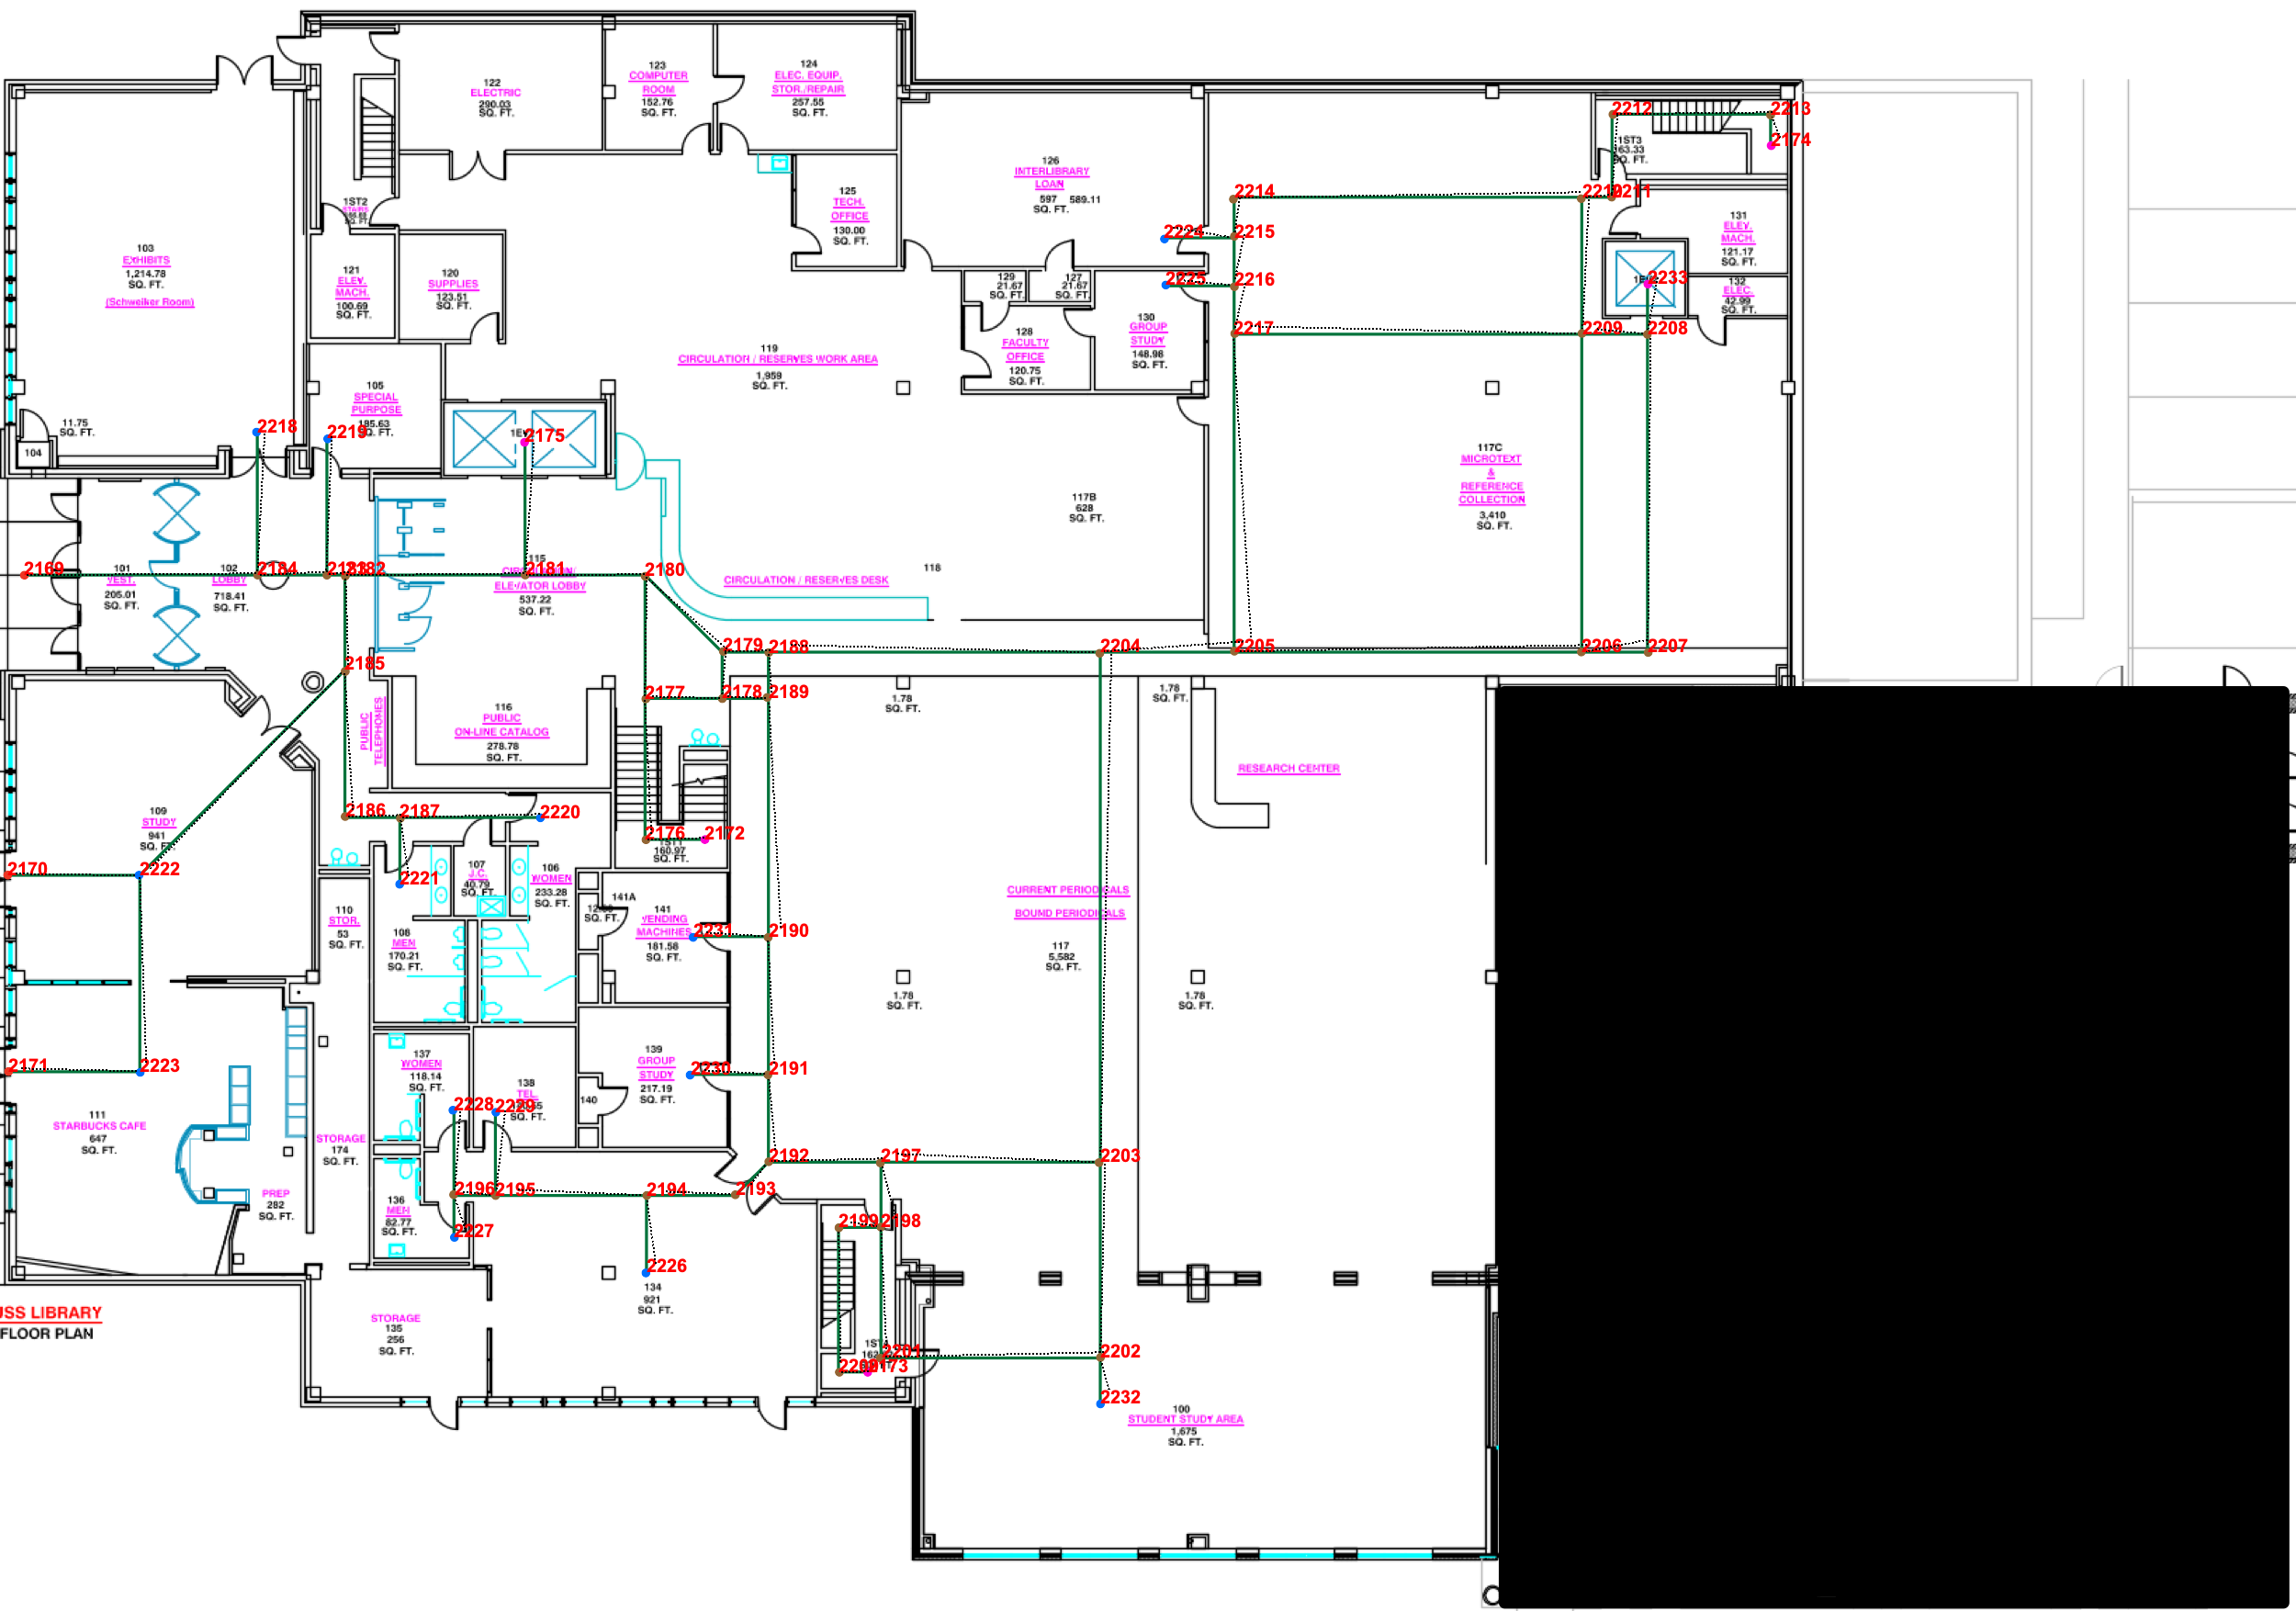 122
ELECTRIC
290.03
SQ. FT.
123
COMPUTER
ROOM
152.76
SQ. FT.
124
ELEC. EQUIP.
STOR./REPAIR
257.55
SQ. FT.
2212
2213
2174
1ST3
163.33
SQ. FT.
126
INTERLIBRARY
LOAN
597 589.11
SQ. FT.
125
TECH.
OFFICE
130.00
SQ. FT.
1ST2
SQ. FT.
2214
2210
2211
103
EXHIBITS
1,214.78
SQ. FT.
(Schweiker Room)
2224
2215
131
ELEV.
MACH.
121.17
SQ. FT.
121
ELEV.
MACH.
100.69
SQ. FT.
120
SUPPLIES
123.51
SQ. FT.
129
21.67
SQ. FT.
127
21.67
SQ. FT.
2225
2216
2233
132
ELEC.
42.99
SQ. FT.
128
FACULTY
OFFICE
120.75
SQ. FT.
130
GROUP
STUDY
148.98
SQ. FT.
2217
2209
2208
119
CIRCULATION / RESERVES WORK AREA
1,959
SQ. FT.
105
SPECIAL
PURPOSE
185.63
SQ. FT.
11.75
SQ. FT.
104
2218
2219
2175
117C
MICROTEXT
&
REFERENCE
COLLECTION
3,410
SQ. FT.
117B
628
SQ. FT.
2169
101
VEST.
205.01
SQ. FT.
102
LOBBY
718.41
SQ. FT.
2184
2183
2182
115
ELEVATOR LOBBY
537.22
SQ. FT.
2181
2180
118
CIRCULATION / RESERVES DESK
2179
2188
2204
2205
2206
2207
2185
2177
2178
2189
1.78
SQ. FT.
1.78
SQ. FT.
PUBLIC
TELEPHONES
116
PUBLIC
ON-LINE CATALOG
278.78
SQ. FT.
RESEARCH CENTER
109
STUDY
941
SQ. FT.
2186
2187
2220
2176
2172
1ST1
160.97
SQ. FT.
2170
2222
2221
107
J.C.
40.79
SQ. FT.
106
WOMEN
233.28
SQ. FT.
CURRENT PERIODICALS
BOUND PERIODICALS
117
5,582
SQ. FT.
110
STOR.
53
SQ. FT.
108
MEN
170.21
SQ. FT.
141A
SQ. FT.
141
VENDING
MACHINES
181.58
SQ. FT.
2231
2190
1.78
SQ. FT.
1.78
SQ. FT.
2171
2223
137
WOMEN
118.14
SQ. FT.
138
TEL.
SQ. FT.
139
GROUP
STUDY
217.19
SQ. FT.
140
2230
2191
2228
2229
111
STARBUCKS CAFE
647
SQ. FT.
STORAGE
174
SQ. FT.
2192
2197
2203
PREP
282
SQ. FT.
136
MEN
82.77
SQ. FT.
2196
2195
2194
2193
2227
2199
2198
2226
134
921
SQ. FT.
USS LIBRARY
FLOOR PLAN
STORAGE
135
256
SQ. FT.
2201
2200
2173
2202
2232
100
STUDENT STUDY AREA
1,675
SQ. FT.